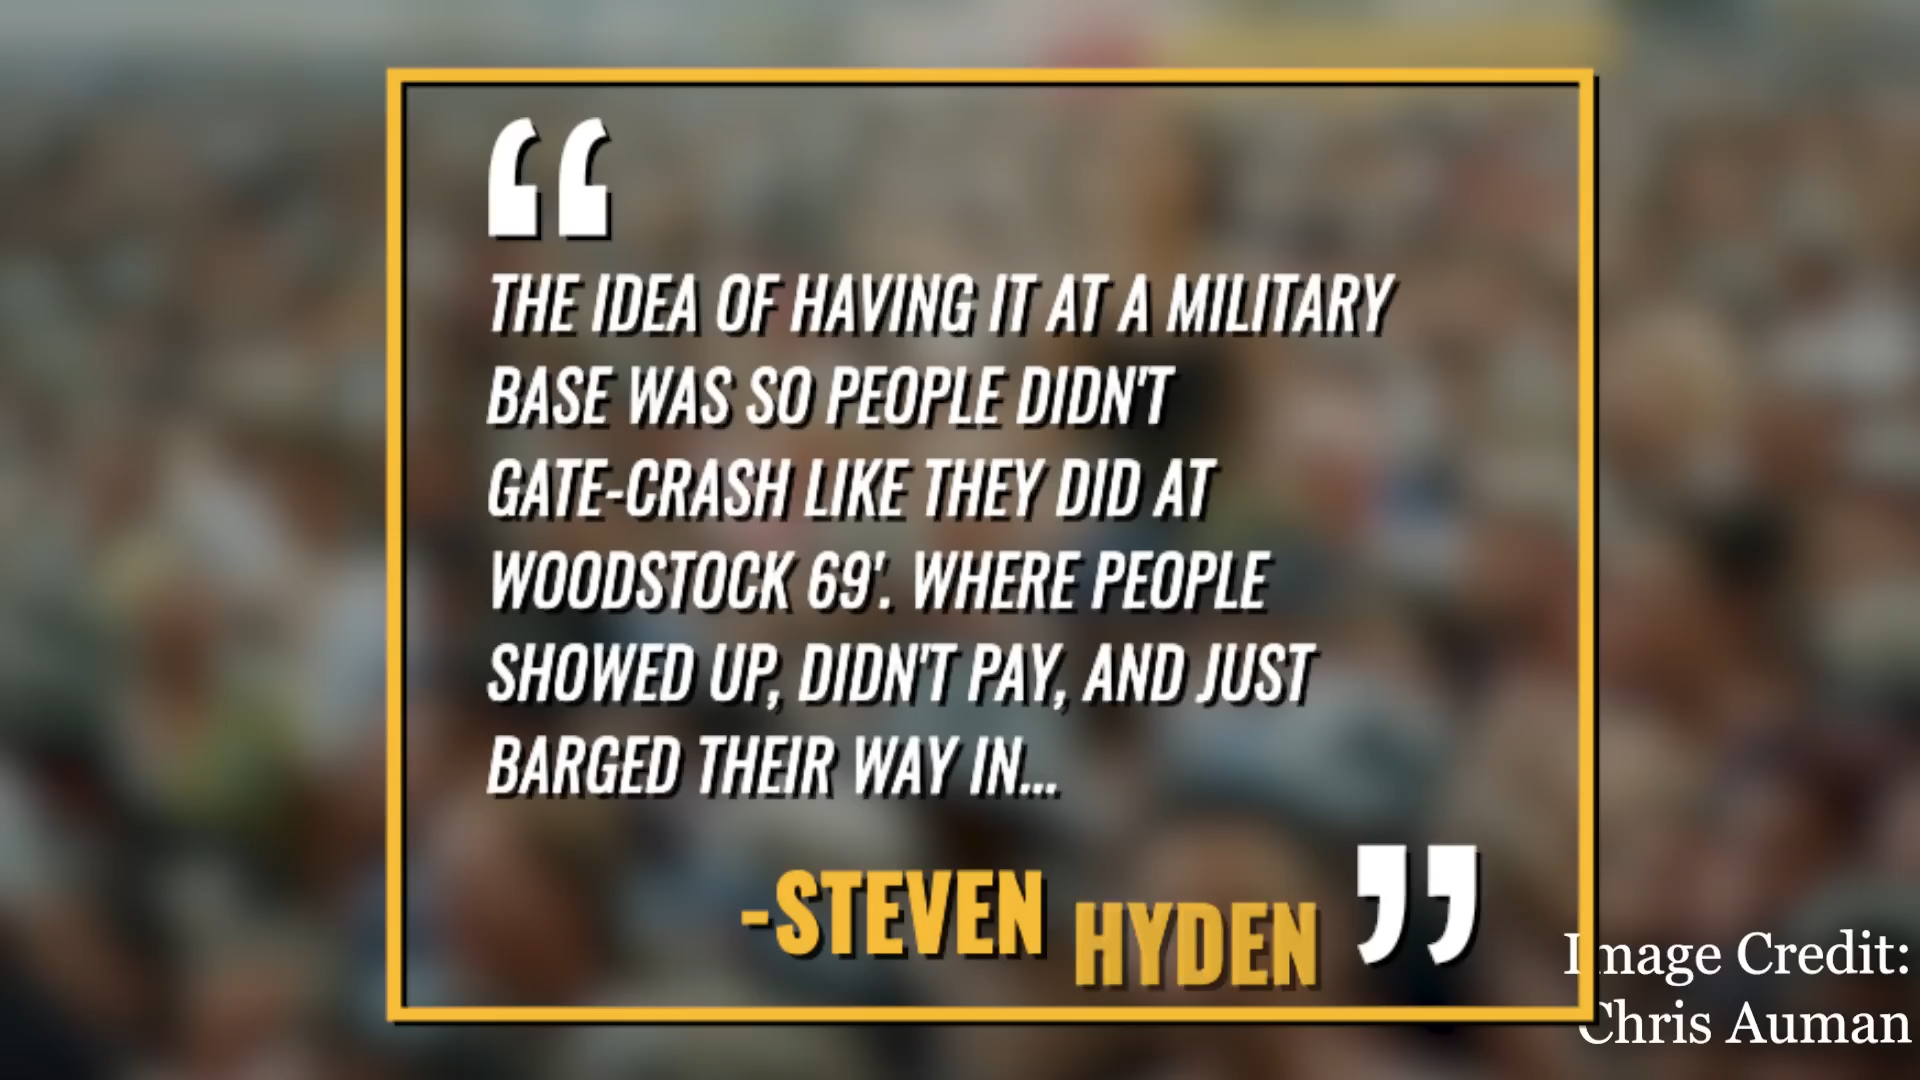 “
THE IDEA OF HAVING IT AT A MILITARY
BASE WAS SO PEOPLE DIDN'T
GATE-CRASH LIKE THEY DID AT
WOODSTOCK 69'. WHERE PEOPLE
SHOWED UP, DIDN'T PAY, AND JUST
BARGED THEIR WAY IN...
-STEVEN HYDEN ”
Image Credit:
Chris Auman